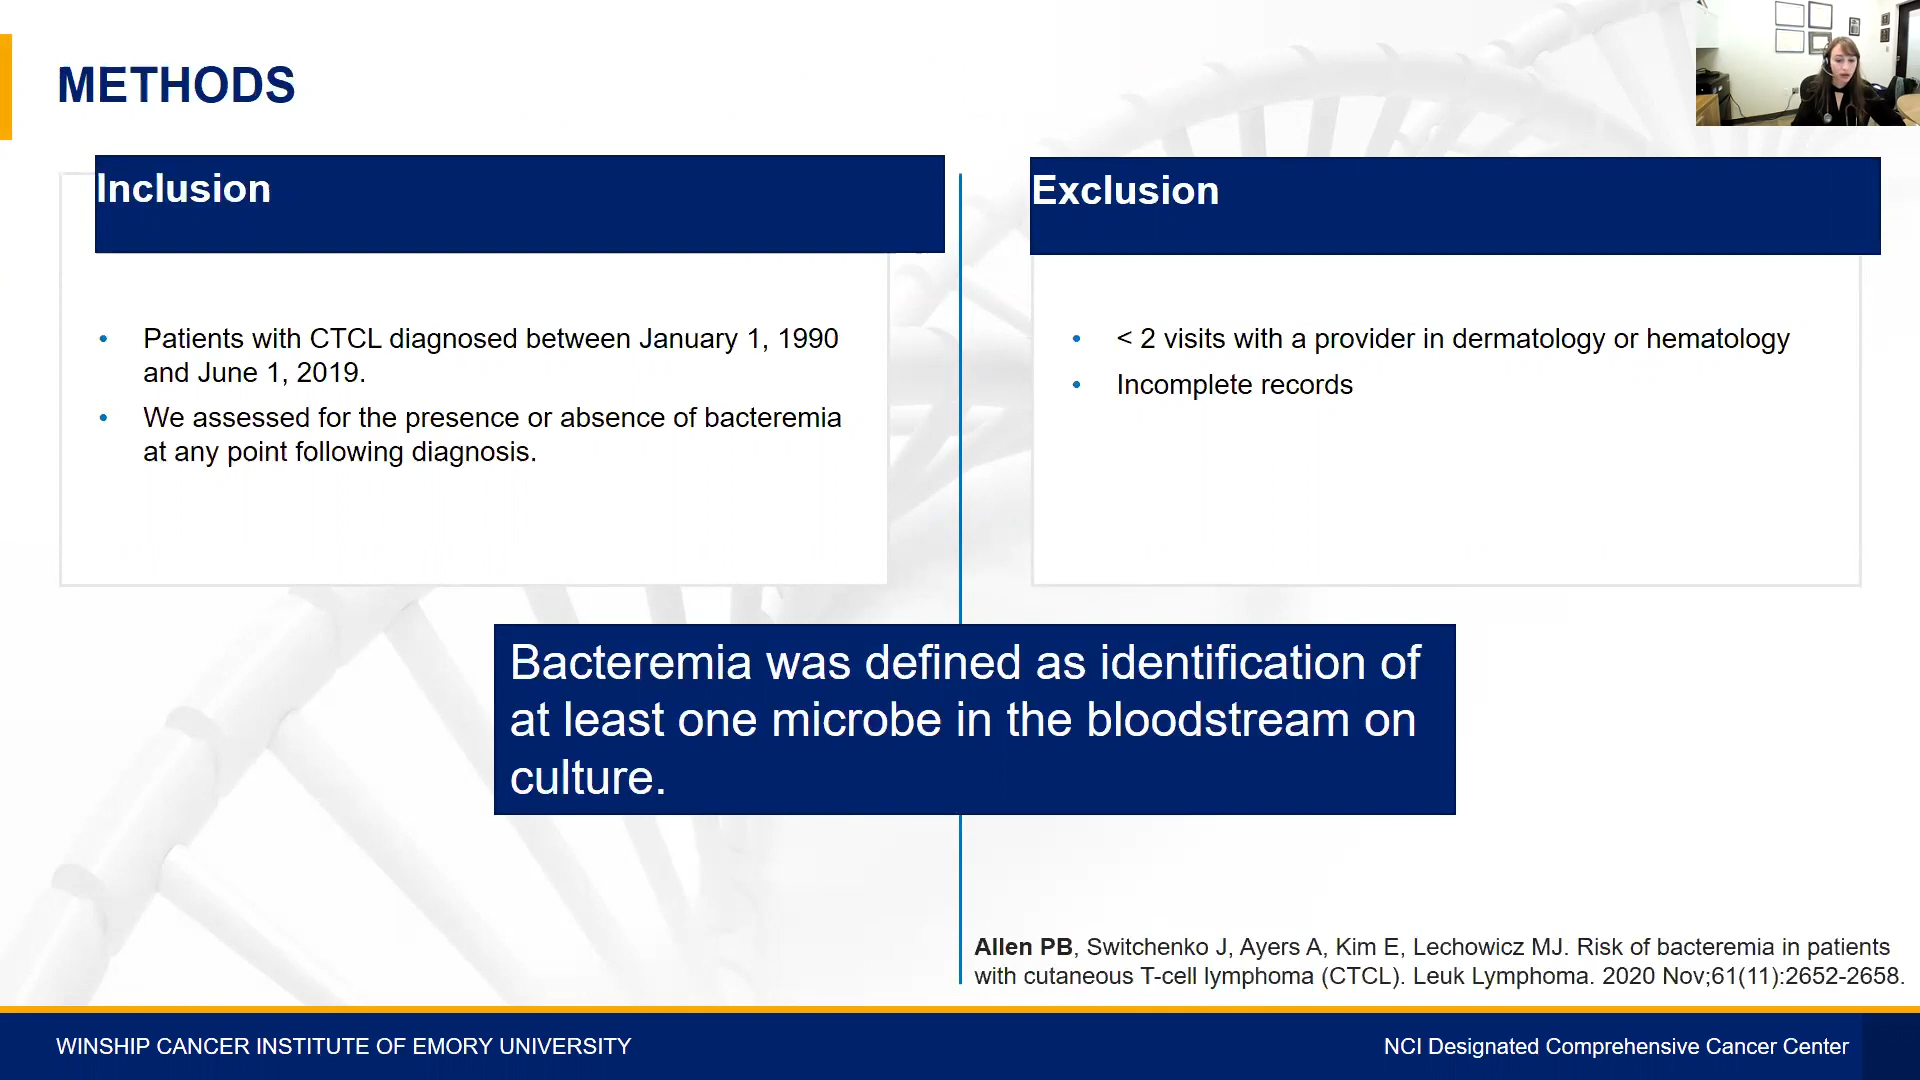 METHODS
Inclusion
• Patients with CTCL diagnosed between January 1, 1990
and June 1, 2019.
• We assessed for the presence or absence of bacteremia
at any point following diagnosis.
Exclusion
• < 2 visits with a provider in dermatology or hematology
• Incomplete records
Bacteremia was defined as identification of
at least one microbe in the bloodstream on
culture.
Allen PB, Switchenko J, Ayers A, Kim E, Lechowicz MJ. Risk of bacteremia in patients
with cutaneous T-cell lymphoma (CTCL). Leuk Lymphoma. 2020 Nov;61(11):2652-2658.
WINSHIP CANCER INSTITUTE OF EMORY UNIVERSITY
NCI Designated Comprehensive Cancer Center